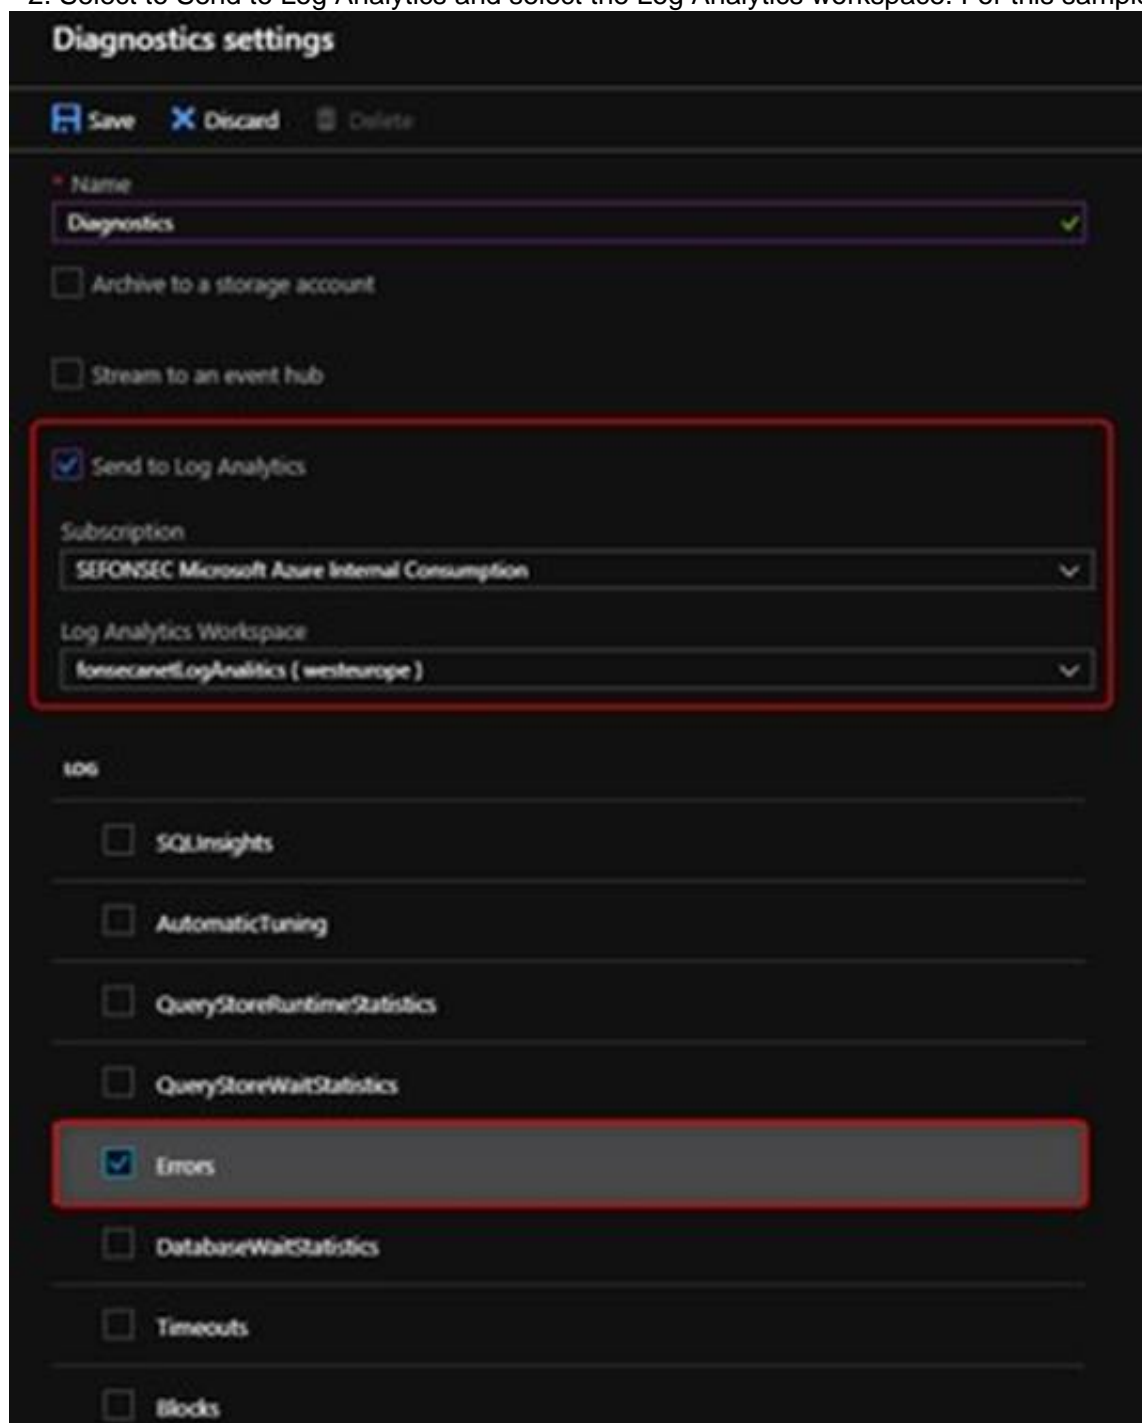 2. Select to Send to Log Analytics and select the Log Analytics workspace. For this sample
Diagnostics settings
Save Discard Delete
* Name
Diagnostics
Archive to a storage account
Stream to an event hub
Send to Log Analytics
Subscription
SEFONSEC Microsoft Azure Internal Consumption
Log Analytics Workspace
fonsecanetLogAnalitics ( westeurope )
LOG
SQLInsights
AutomaticTuning
QueryStoreRuntimeStatistics
QueryStoreWaitStatistics
Errors
DatabaseWaitStatistics
Timeouts
Blocks